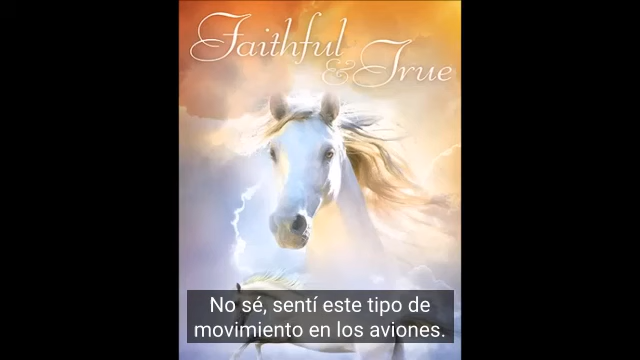 Faithful
& True
No sé, sentí este tipo de
movimiento en los aviones.